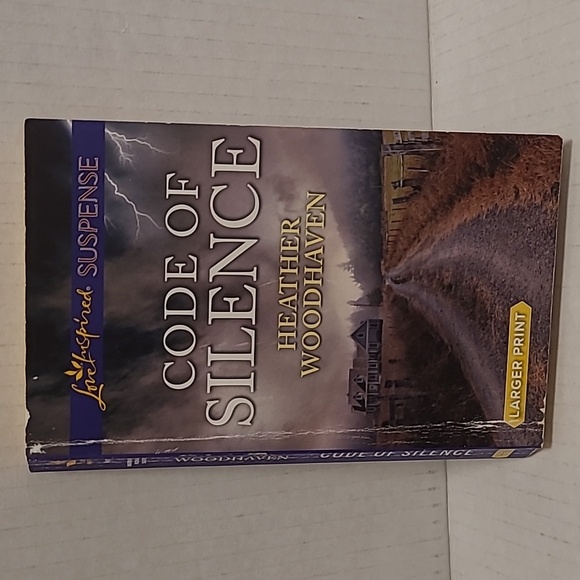 Love Inspired® SUSPENSE
CODE OF
SILENCE
HEATHER
WOODHAVEN
LARGER PRINT
WOODHAVEN
CODE OF SILENCE